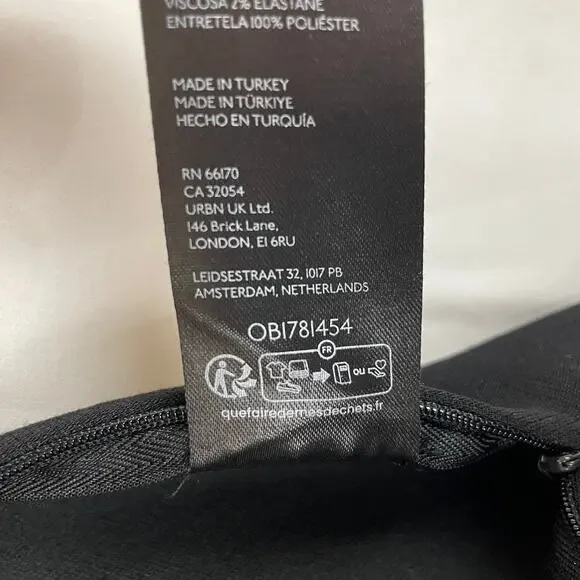 VISCOSA 2% ELASTANE
ENTRETELA 100% POLIÉSTER
MADE IN TURKEY
MADE IN TÜRKIYE
HECHO EN TURQUÍA
RN 66170
CA 32054
URBN UK Ltd.
146 Brick Lane,
LONDON, E1 6RU
LEIDSESTRAAT 32, 1017 PB
AMSTERDAM, NETHERLANDS
OB1781454
FR
ou
quefairedemesdechets.fr